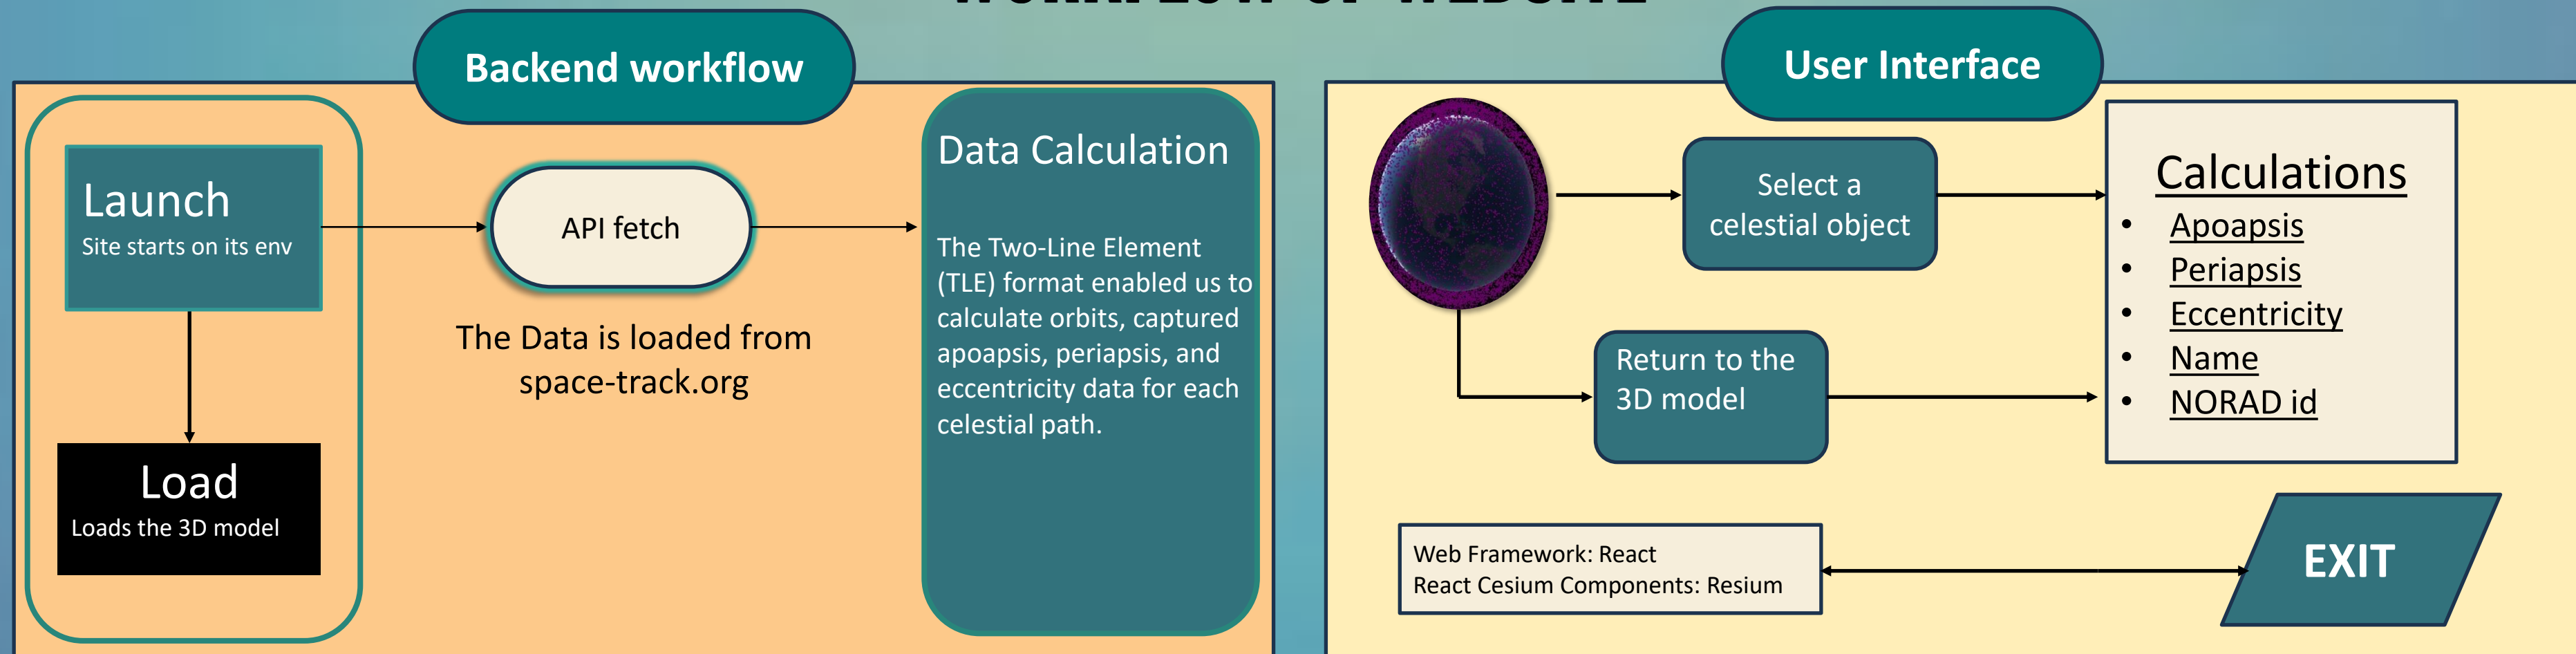 WORKFLOW OF WEBSITE
Backend workflow
Launch
Site starts on its env
Load
Loads the 3D model
API fetch
The Data is loaded from
space-track.org
Data Calculation
The Two-Line Element
(TLE) format enabled us to
calculate orbits, captured
apoapsis, periapsis, and
eccentricity data for each
celestial path.
User Interface
Select a
celestial object
Return to the
3D model
Calculations
• Apoapsis
• Periapsis
• Eccentricity
• Name
• NORAD id
Web Framework: React
React Cesium Components: Resium
EXIT